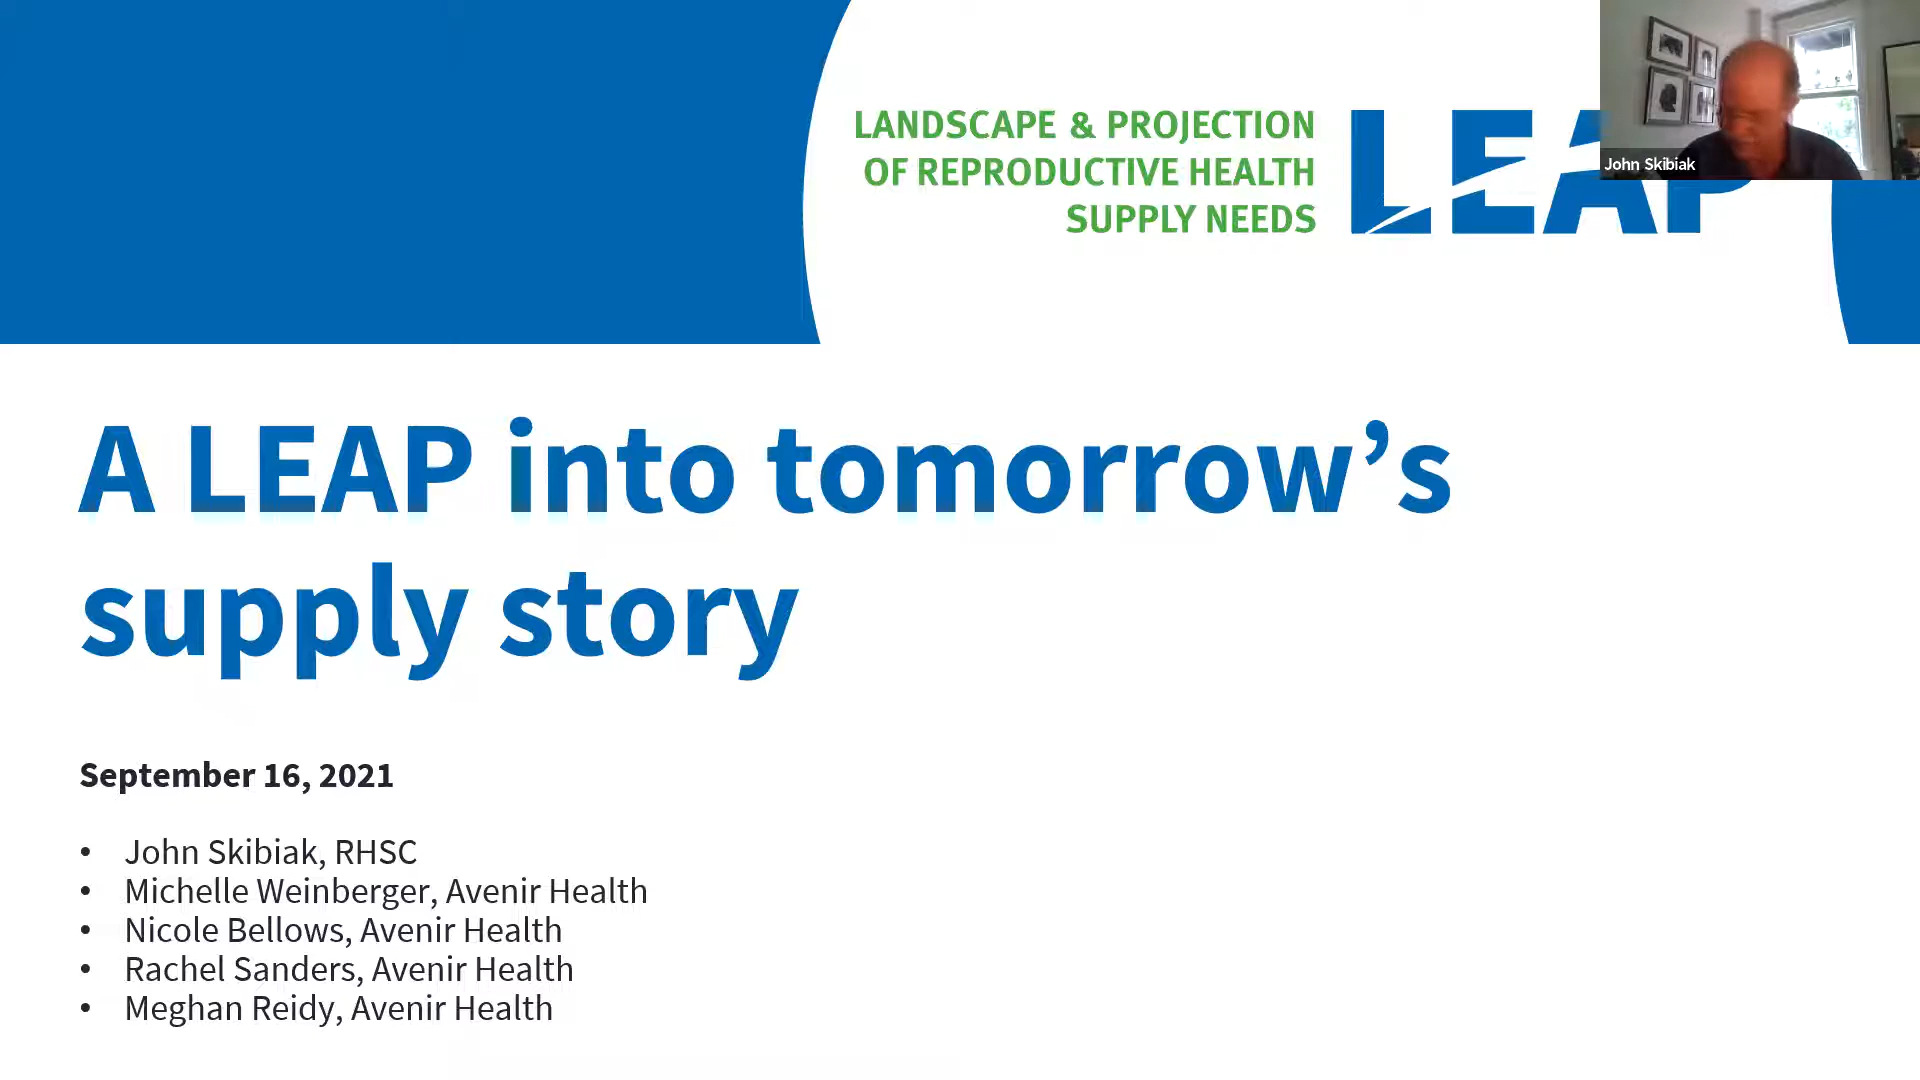 LANDSCAPE & PROJECTION
OF REPRODUCTIVE HEALTH
SUPPLY NEEDS
LEAP
John Skibiak
A LEAP into tomorrow’s
supply story
September 16, 2021
• John Skibiak, RHSC
• Michelle Weinberger, Avenir Health
• Nicole Bellows, Avenir Health
• Rachel Sanders, Avenir Health
• Meghan Reidy, Avenir Health